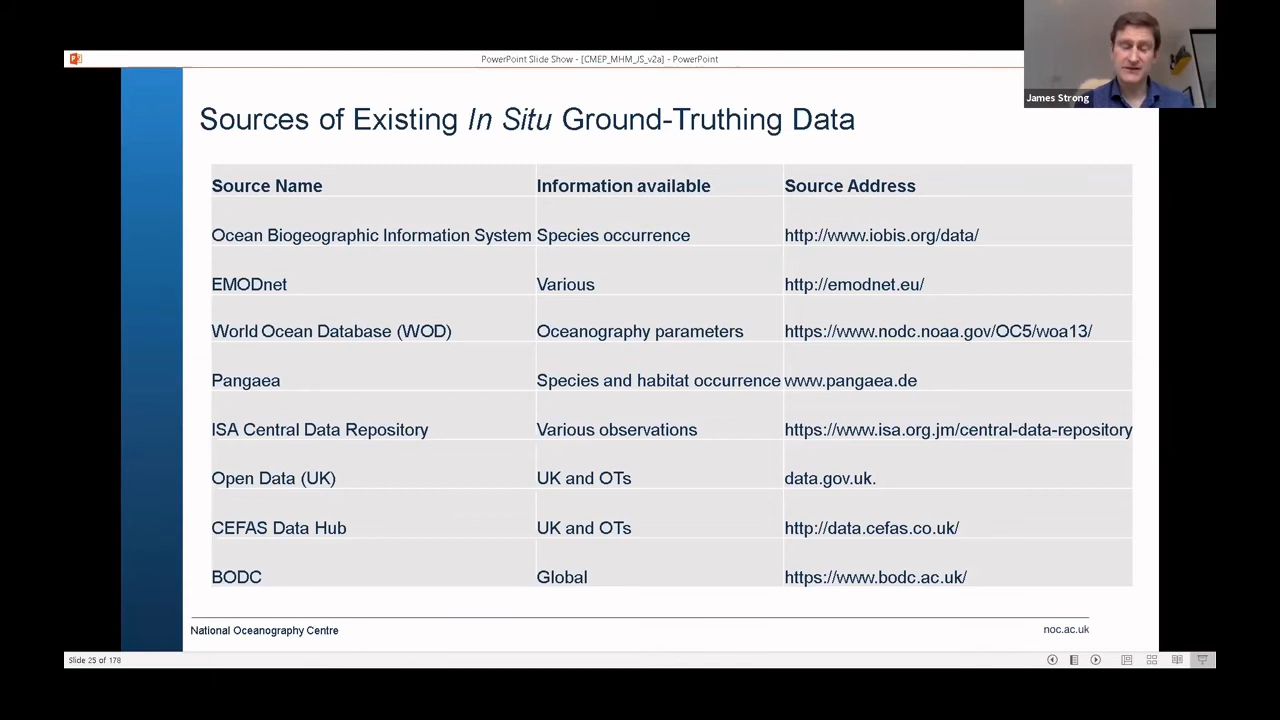 PowerPoint Slide Show - [CMEP_MHM_JS_v2a] - PowerPoint
James Strong
Sources of Existing In Situ Ground-Truthing Data
Source Name Information available Source Address
Ocean Biogeographic Information System Species occurrence http://www.iobis.org/data/
EMODnet Various http://emodnet.eu/
World Ocean Database (WOD) Oceanography parameters https://www.nodc.noaa.gov/OC5/woa13/
Pangaea Species and habitat occurrence www.pangaea.de
ISA Central Data Repository Various observations https://www.isa.org.jm/central-data-repository
Open Data (UK) UK and OTs data.gov.uk.
CEFAS Data Hub UK and OTs http://data.cefas.co.uk/
BODC Global https://www.bodc.ac.uk/
National Oceanography Centre noc.ac.uk
Slide 25 of 178